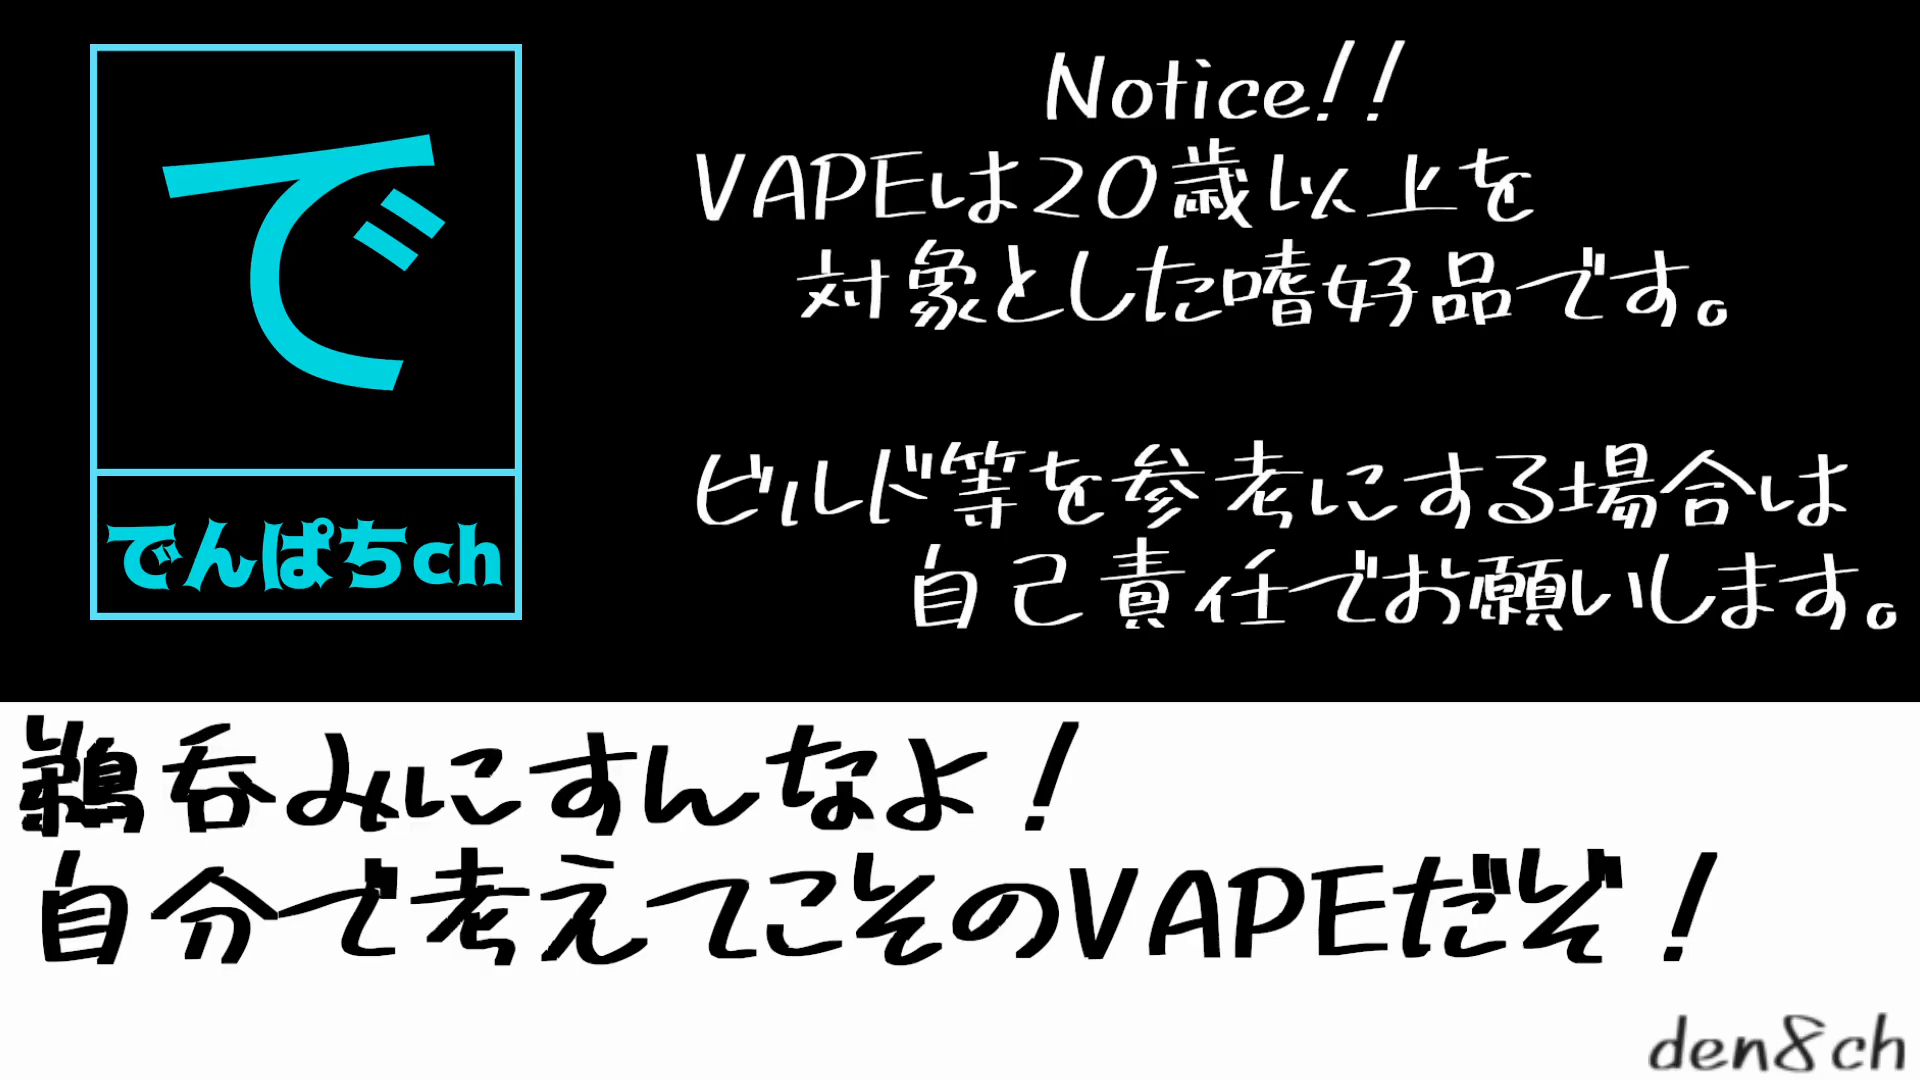 で
でんぱちch
Notice!!
VAPEは20歳以上を
対象とした嗜好品です。
ビルド等を参考にする場合は
自己責任でお願いします。
鵜呑みにすんなよ!
自分で考えてこそのVAPEだぞ!
den8ch